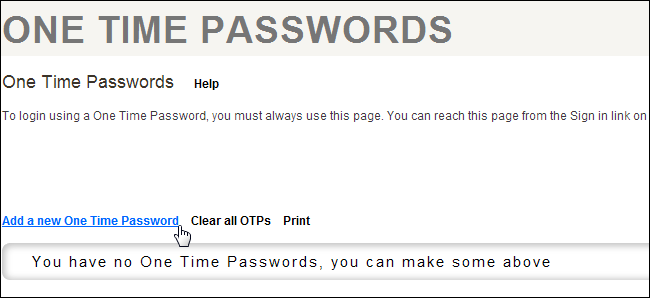 ONE TIME PASSWORDS
One Time Passwords Help
To login using a One Time Password, you must always use this page. You can reach this page from the Sign in link on
Add a new One Time Password Clear all OTPs Print
You have no One Time Passwords, you can make some above